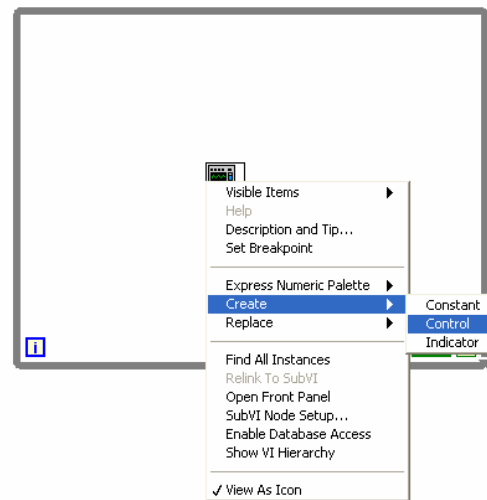 Visible Items
Help
Description and Tip...
Set Breakpoint
Express Numeric Palette
Create
Constant
Replace
Control
Indicator
i
Find All Instances
Relink To SubVI
Open Front Panel
SubVI Node Setup...
Enable Database Access
Show VI Hierarchy
View As Icon